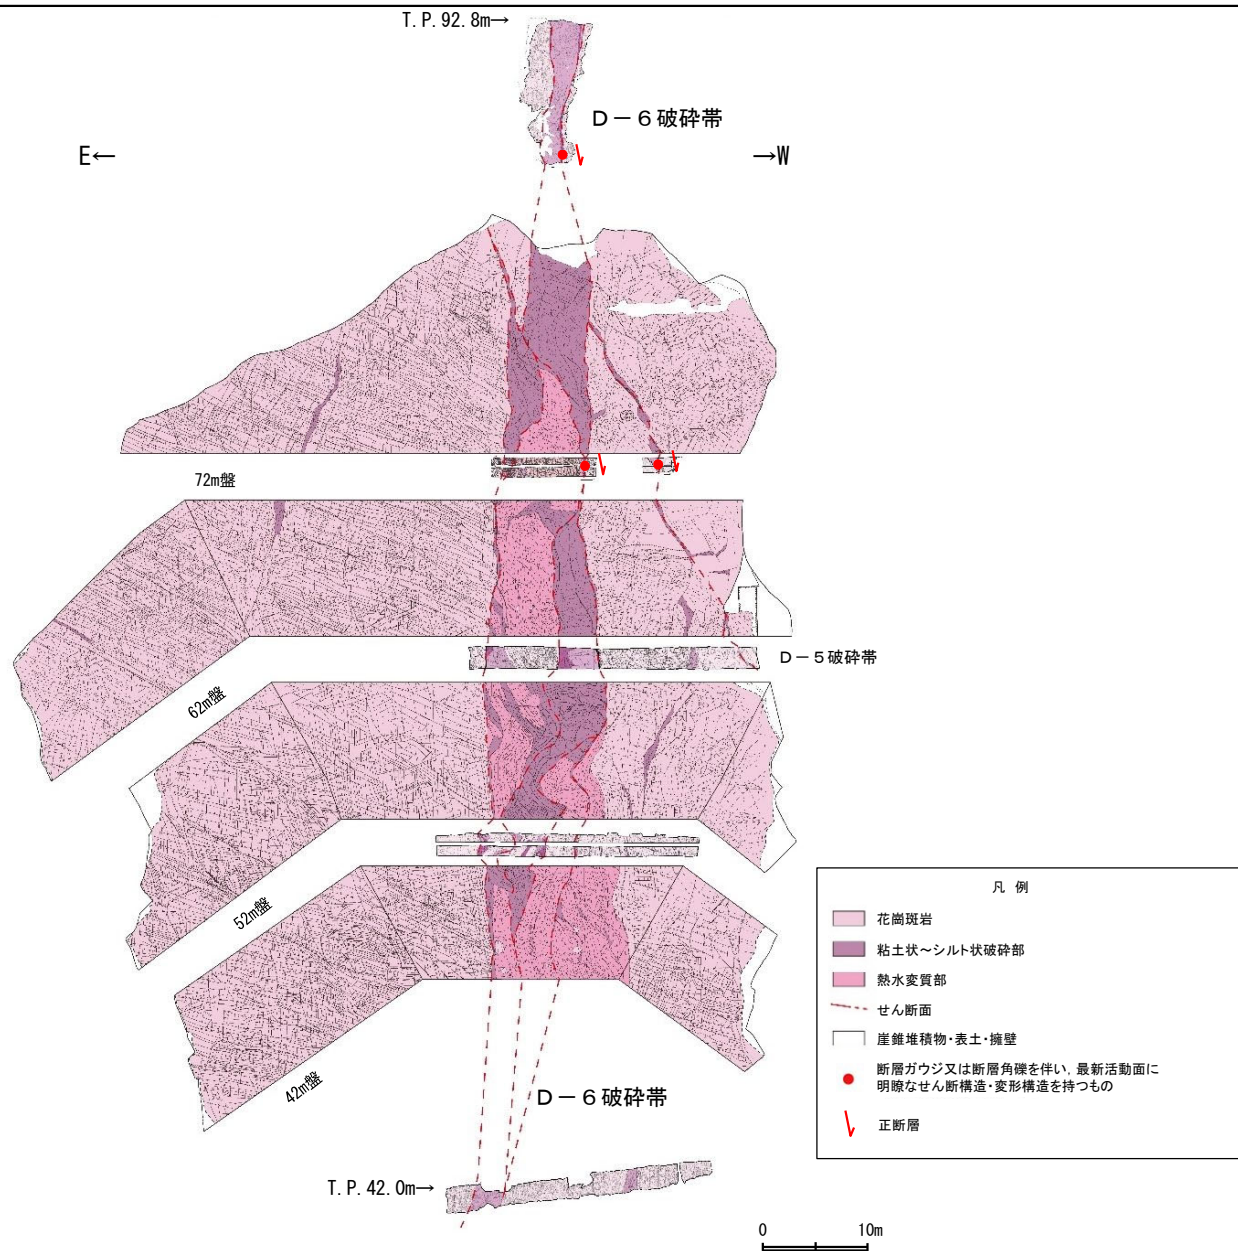 T.P.92.8m→
D－6破砕帯
E←
→W
72m盤
D－5破砕帯
62m盤
52m盤
42m盤
D－6破砕帯
T.P.42.0m→
0 10m
凡 例
花崗斑岩
粘土状～シルト状破砕部
熱水変質部
せん断面
崖錐堆積物・表土・擁壁
断層ガウジ又は断層角礫を伴い，最新活動面に
明瞭なせん断構造・変形構造を持つもの
正断層